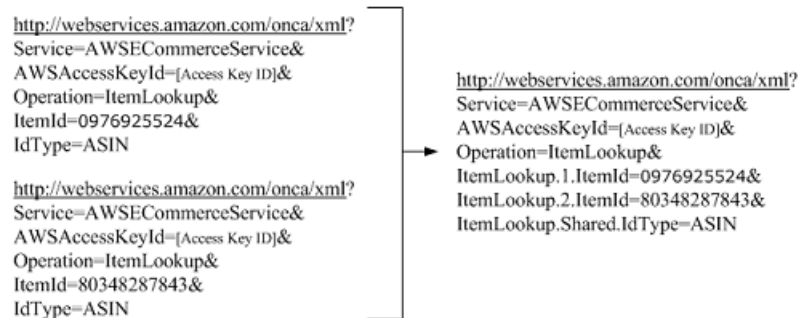 http://webservices.amazon.com/onca/xml?
Service=AWSECommerceService&
AWSAccessKeyId=[Access Key ID]&
Operation=ItemLookup&
ItemId=0976925524&
IdType=ASIN
http://webservices.amazon.com/onca/xml?
Service=AWSECommerceService&
AWSAccessKeyId=[Access Key ID]&
Operation=ItemLookup&
ItemId=80348287843&
IdType=ASIN
http://webservices.amazon.com/onca/xml?
Service=AWSECommerceService&
AWSAccessKeyId=[Access Key ID]&
Operation=ItemLookup&
ItemLookup.1.ItemId=0976925524&
ItemLookup.2.ItemId=80348287843&
ItemLookup.Shared.IdType=ASIN